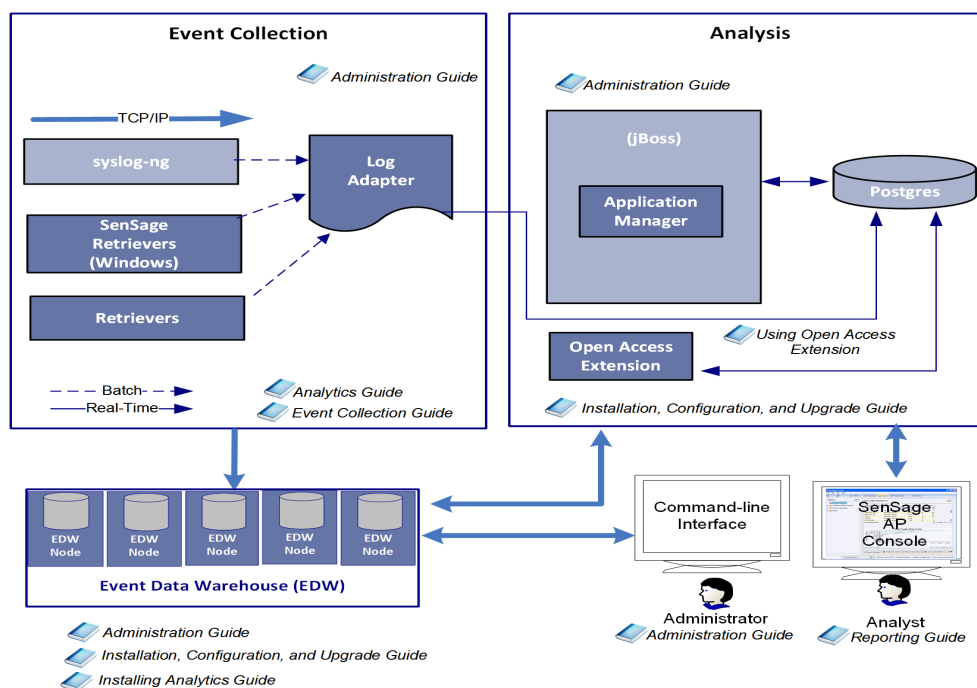 Event Collection
Administration Guide
TCP/IP
syslog-ng
Log
Adapter
SenSage
Retrievers
(Windows)
Retrievers
Batch-
Real-Time
Analytics Guide
Event Collection Guide
Analysis
Administration Guide
(jBoss)
Application
Manager
Postgres
Using Open Access
Extension
Open Access
Extension
Installation, Configuration, and Upgrade Guide
EDW
Node
EDW
Node
EDW
Node
EDW
Node
EDW
Node
Event Data Warehouse (EDW)
Administration Guide
Installation, Configuration, and Upgrade Guide
Installing Analytics Guide
Command-line
Interface
Administrator
Administration Guide
SenSage
AP
Console
Analyst
Reporting Guide